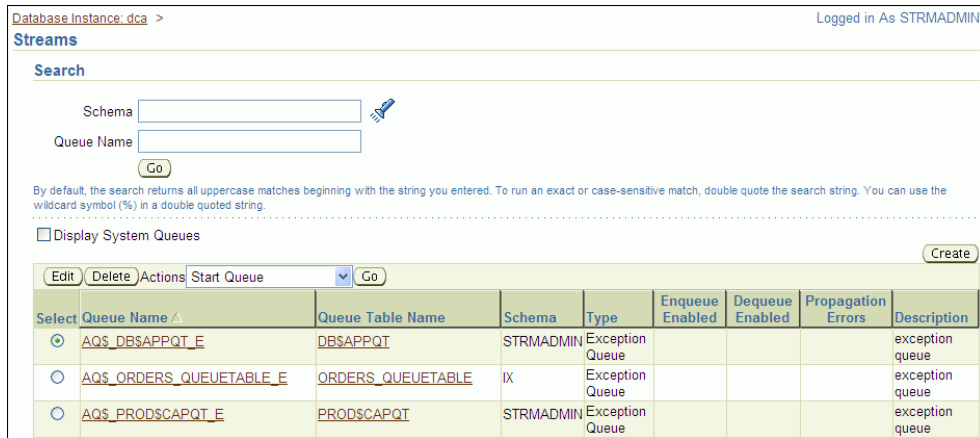 Database Instance: dca >
Logged in As STRMADMIN
Streams
Search
Schema
Queue Name
Go
By default, the search returns all uppercase matches beginning with the string you entered. To run an exact or case-sensitive match, double quote the search string. You can use the
wildcard symbol (%) in a double quoted string.
Display System Queues
Create
Edit Delete Actions Start Queue Go
Select Queue Name Queue Table Name Schema Type Enqueue Enabled Dequeue Enabled Propagation Errors Description
AQ$_DB$APPQT_E DB$APPQT STRMADMIN Exception Queue exception queue
AQ$_ORDERS_QUEUETABLE_E ORDERS_QUEUETABLE IX Exception Queue exception queue
AQ$_PROD$CAPQT_E PROD$CAPQT STRMADMIN Exception Queue exception queue